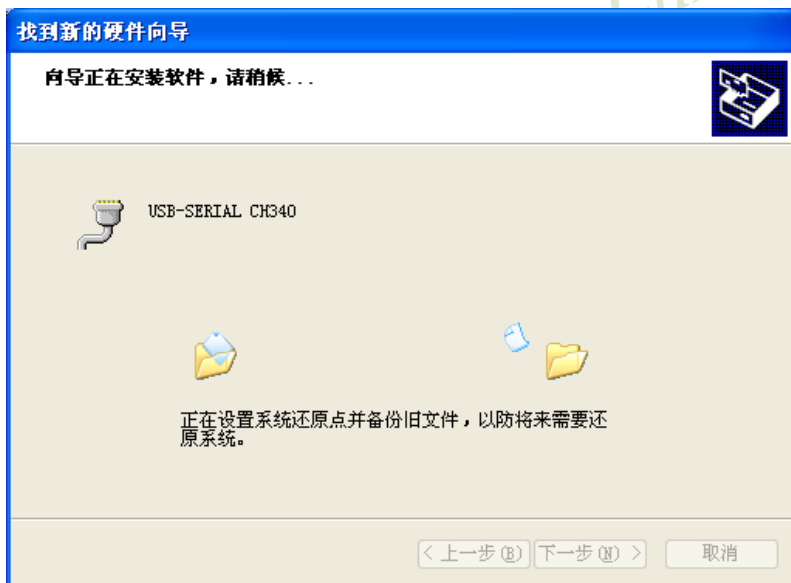 找到新的硬件向导
向导正在安装软件，请稍候...
USB-SERIAL CH340
正在设置系统还原点并备份旧文件，以防将来需要还
原系统。
< 上一步(B) 下一步(N) > 取消